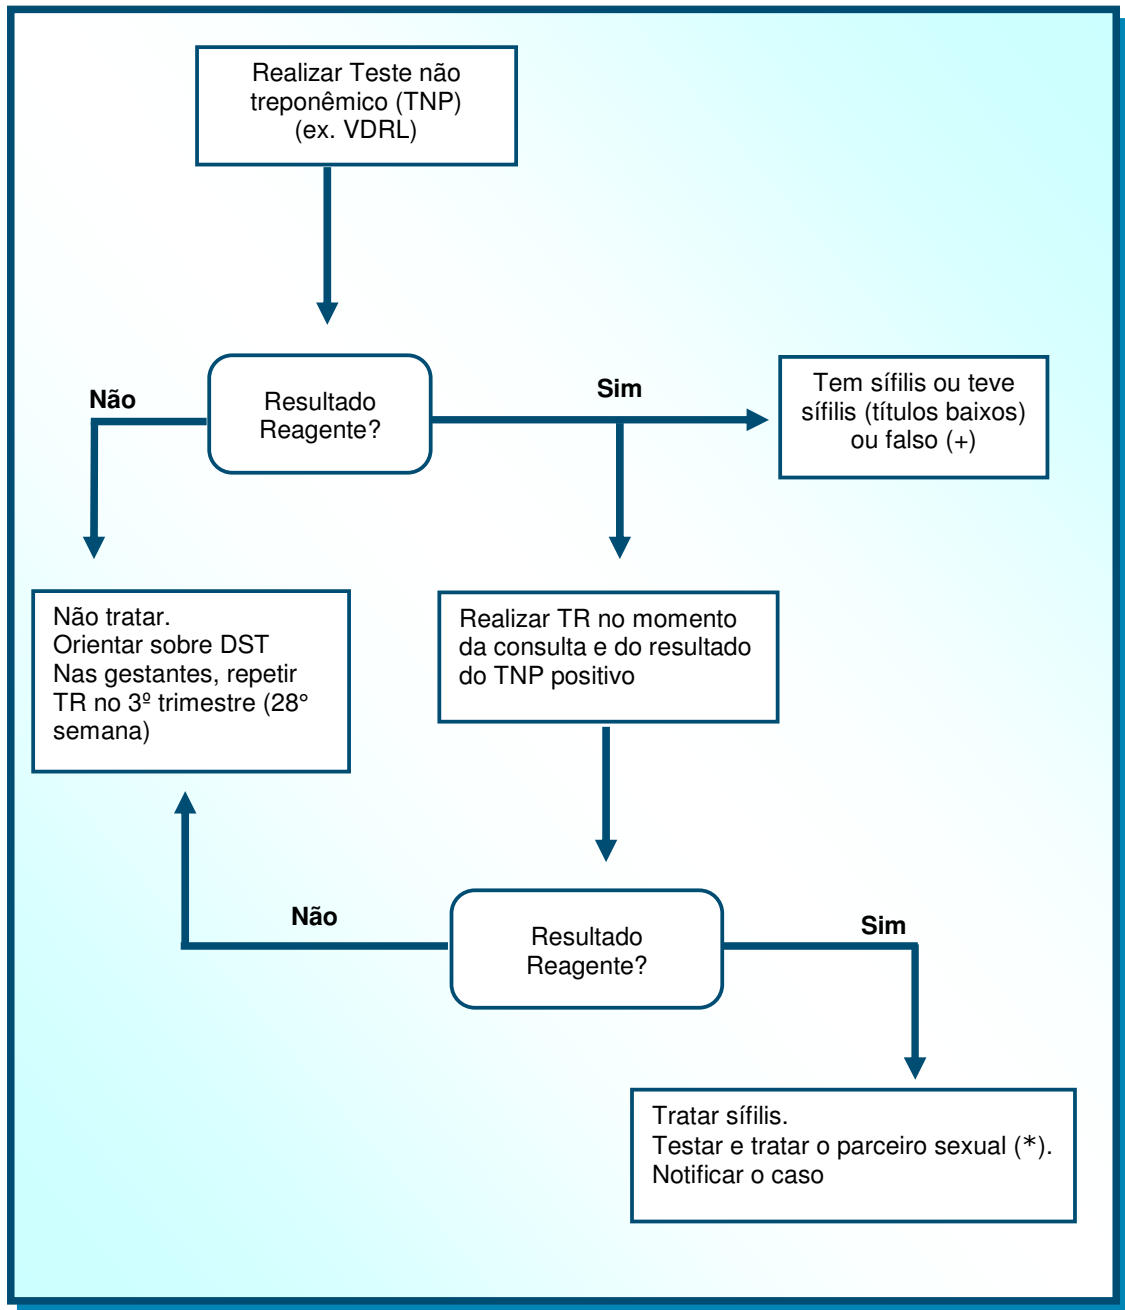 Realizar Teste não
treponêmico (TNP)
(ex. VDRL)
Não
Resultado
Reagente?
Sim
Tem sífilis ou teve
sífilis (títulos baixos)
ou falso (+)
Não tratar.
Orientar sobre DST
Nas gestantes, repetir
TR no 3º trimestre (28°
semana)
Realizar TR no momento
da consulta e do resultado
do TNP positivo
Não
Resultado
Reagente?
Sim
Tratar sífilis.
Testar e tratar o parceiro sexual (*).
Notificar o caso